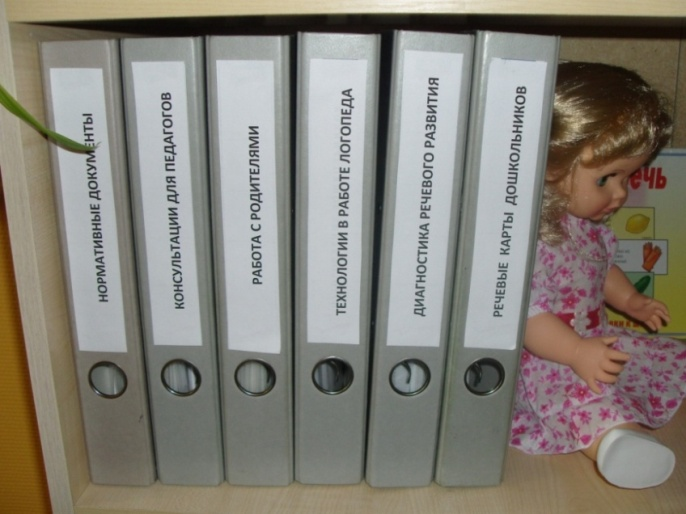 НОРМАТИВНЫЕ ДОКУМЕНТЫ
КОНСУЛЬТАЦИИ ДЛЯ ПЕДАГОГОВ
РАБОТА С РОДИТЕЛЯМИ
ТЕХНОЛОГИИ В РАБОТЕ ЛОГОПЕДА
ДИАГНОСТИКА РЕЧЕВОГО РАЗВИТИЯ
РЕЧЕВЫЕ КАРТЫ ДОШКОЛЬНИКОВ